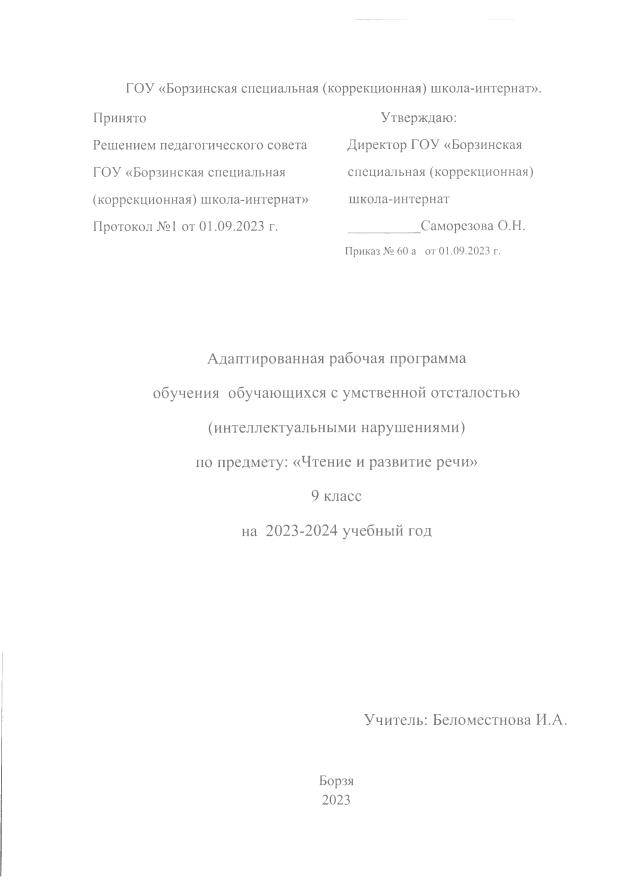 ГОУ «Борзинская специальная (коррекционная) школа-интернат».
Принято
Решением педагогического совета
ГОУ «Борзинская специальная
(коррекционная) школа-интернат»
Протокол №1 от 01.09.2023 г.
Утверждаю:
Директор ГОУ «Борзинская
специальная (коррекционная)
школа-интернат
__________Саморезова О.Н.
Приказ № 60 а от 01.09.2023 г.
Адаптированная рабочая программа
обучения обучающихся с умственной отсталостью
(интеллектуальными нарушениями)
по предмету: «Чтение и развитие речи»
9 класс
на 2023-2024 учебный год
Учитель: Беломестнова И.А.
Борзя
2023